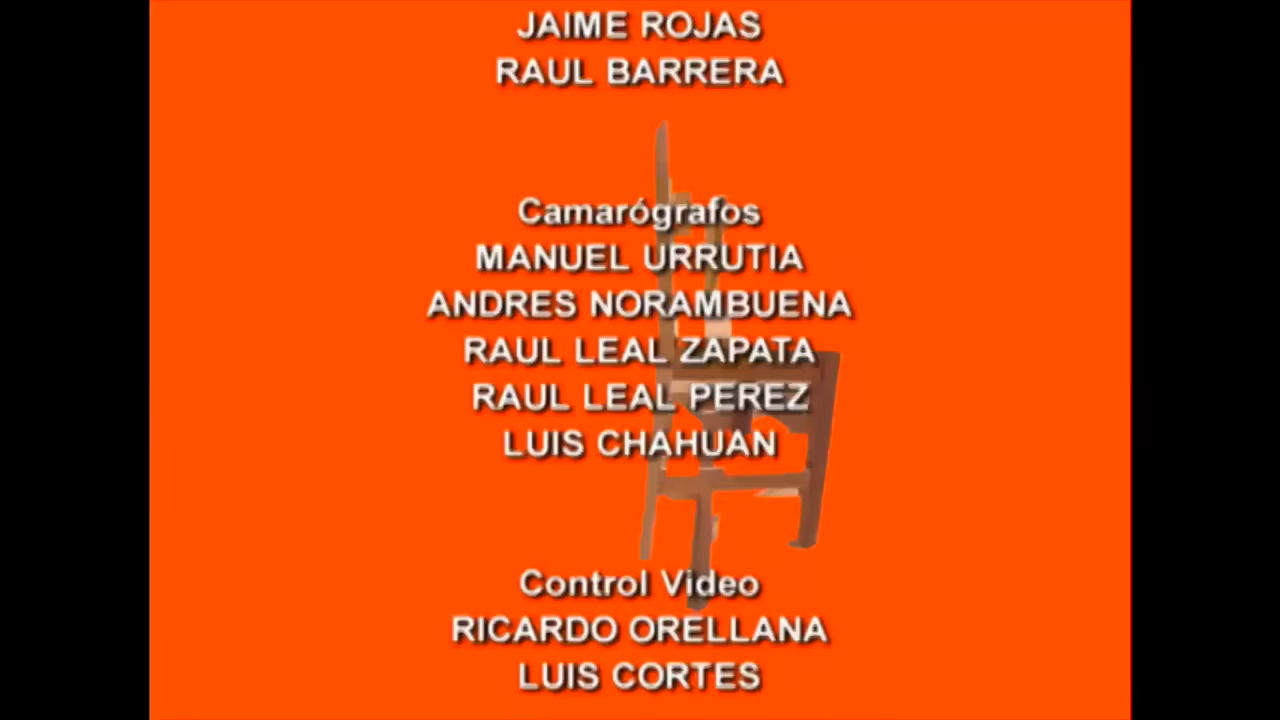 JAIME ROJAS
RAUL BARRERA
Camarógrafos
MANUEL URRUTIA
ANDRES NORAMBUENA
RAUL LEAL ZAPATA
RAUL LEAL PEREZ
LUIS CHAHUAN
Control Video
RICARDO ORELLANA
LUIS CORTES